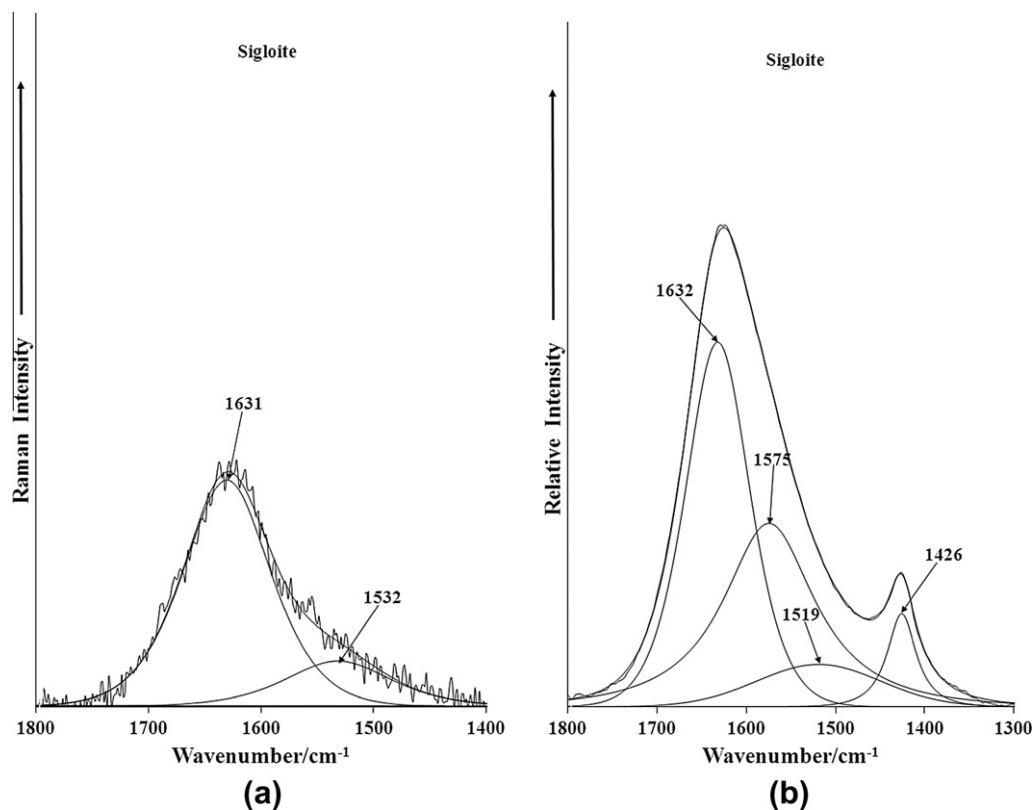 Sigloite
Raman Intensity
1631
1532
1800 1700 1600 1500 1400
Wavenumber/cm-1
(a)
Sigloite
Relative Intensity
1632
1575
1519
1426
1800 1700 1600 1500 1400 1300
Wavenumber/cm-1
(b)